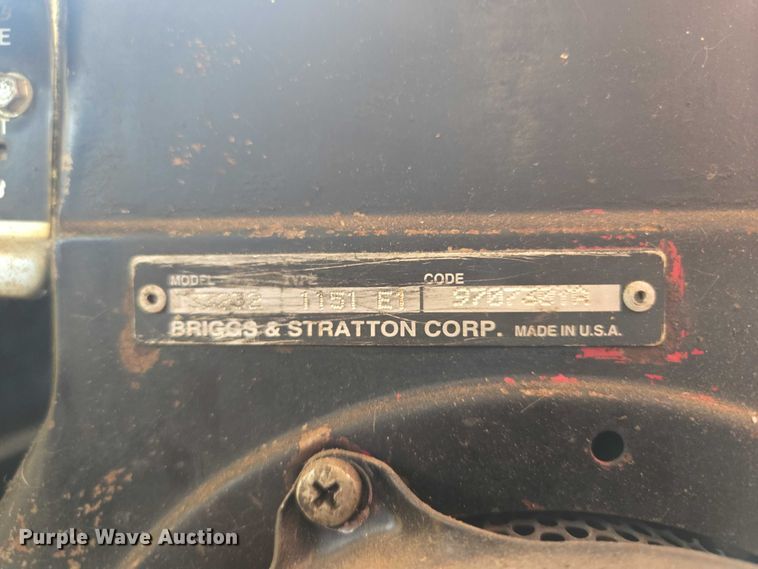 E
T
MODEL TYPE CODE
1151 E1
BRIGGS & STRATTON CORP. MADE IN U.S.A.
Purple Wave Auction®